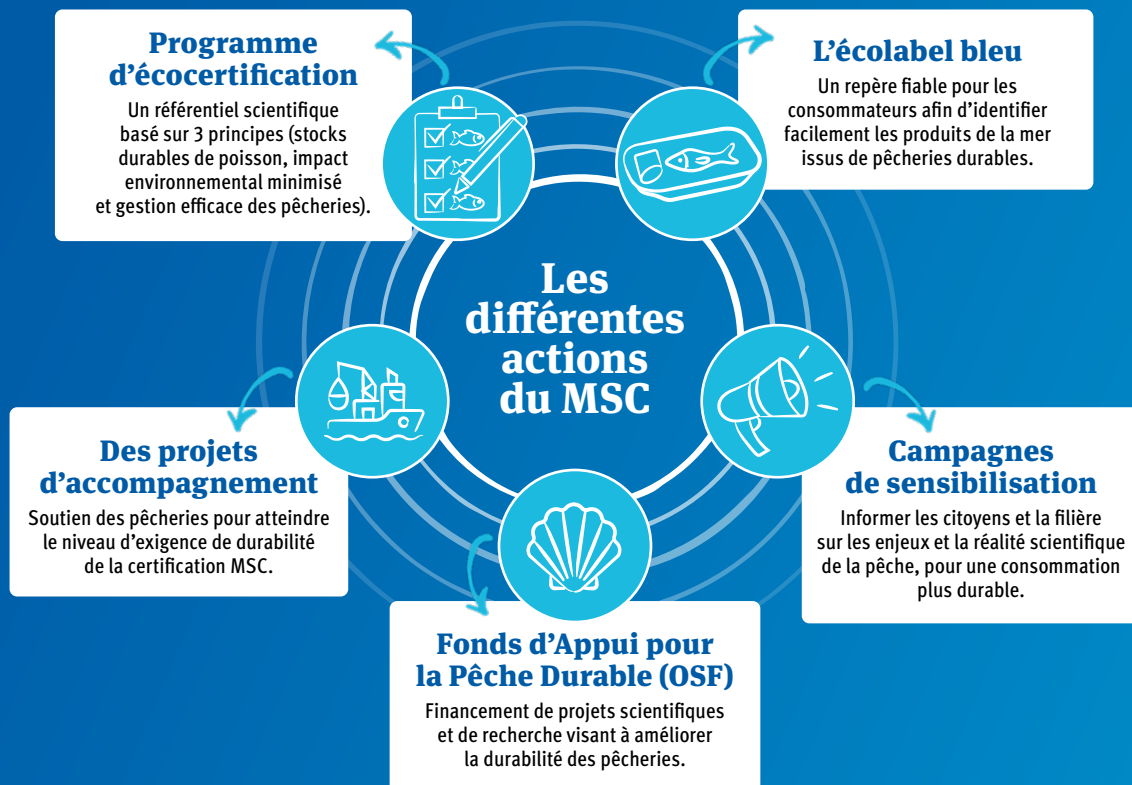 Programme
d'écocertification
Un référentiel scientifique
basé sur 3 principes (stocks
durables de poisson, impact
environnemental minimisé
et gestion efficace des pêcheries).
L'écolabel bleu
Un repère fiable pour les
consommateurs afin d'identifier
facilement les produits de la mer
issus de pêcheries durables.
Les
différentes
actions
du MSC
Des projets
d'accompagnement
Soutien des pêcheries pour atteindre
le niveau d'exigence de durabilité
de la certification MSC.
Campagnes
de sensibilisation
Informer les citoyens et la filière
sur les enjeux et la réalité scientifique
de la pêche, pour une consommation
plus durable.
Fonds d'Appui pour
la Pêche Durable (OSF)
Financement de projets scientifiques
et de recherche visant à améliorer
la durabilité des pêcheries.